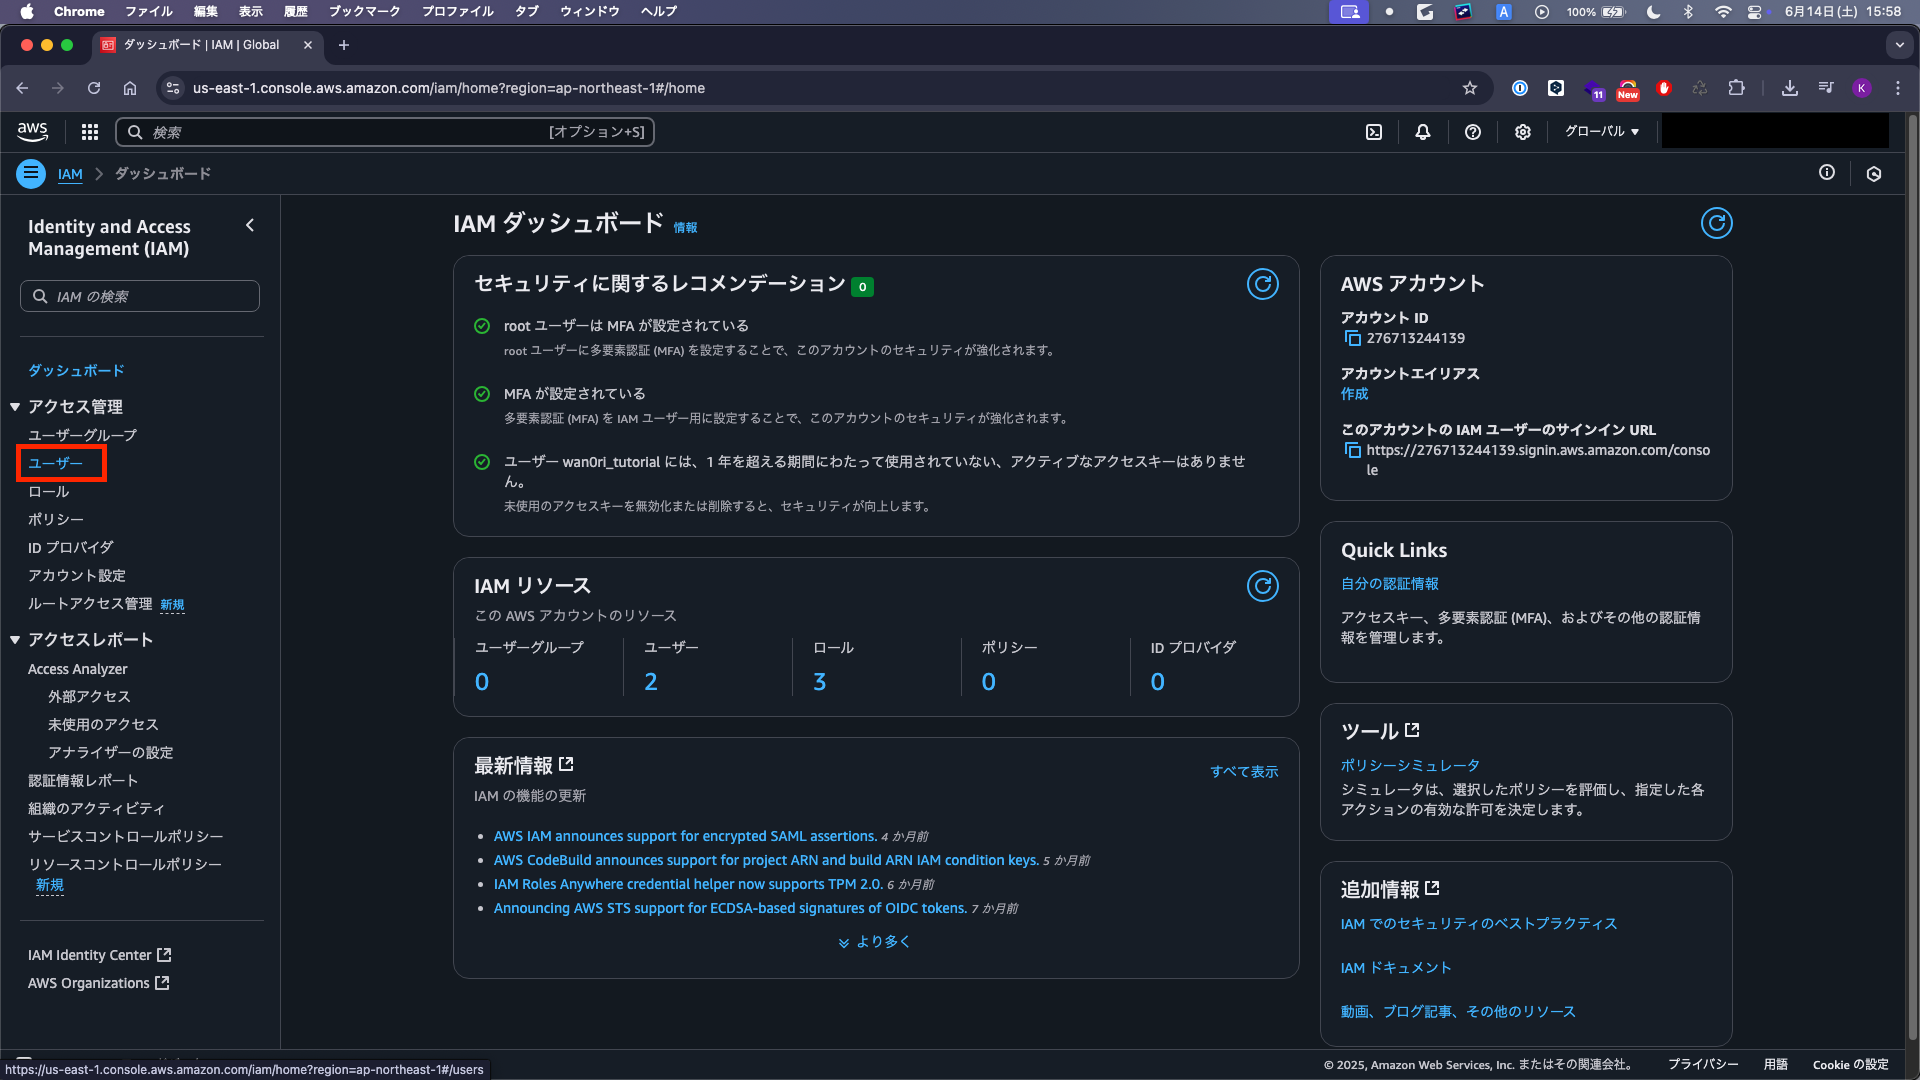 Chrome ファイル 編集 表示 履歴 ブックマーク プロファイル タブ ウィンドウ ヘルプ
A 100% 6月14日(土) 15:58
ダッシュボード | IAM | Global
us-east-1.console.aws.amazon.com/iam/home?region=ap-northeast-1#/home
11 New K
aws 検索 [オプション+S] グローバル
IAM ダッシュボード
Identity and Access
Management (IAM)
IAM の検索
ダッシュボード
アクセス管理
ユーザーグループ
ユーザー
ロール
ポリシー
ID プロバイダ
アカウント設定
ルートアクセス管理 新規
アクセスレポート
Access Analyzer
外部アクセス
未使用のアクセス
アナライザーの設定
認証情報レポート
組織のアクティビティ
サービスコントロールポリシー
リソースコントロールポリシー
新規
IAM Identity Center
AWS Organizations
IAM ダッシュボード 情報
セキュリティに関するレコメンデーション 0
root ユーザーは MFA が設定されている
root ユーザーに多要素認証 (MFA) を設定することで、このアカウントのセキュリティが強化されます。
MFA が設定されている
多要素認証 (MFA) を IAM ユーザー用に設定することで、このアカウントのセキュリティが強化されます。
ユーザー wan0ri_tutorial には、1 年を超える期間にわたって使用されていない、アクティブなアクセスキーはありませ
ん。
未使用のアクセスキーを無効化または削除すると、セキュリティが向上します。
IAM リソース
この AWS アカウントのリソース
ユーザーグループ ユーザー ロール ポリシー ID プロバイダ
0 2 3 0 0
最新情報 すべて表示
IAM の機能の更新
AWS IAM announces support for encrypted SAML assertions. 4 か月前
AWS CodeBuild announces support for project ARN and build ARN IAM condition keys. 5 か月前
IAM Roles Anywhere credential helper now supports TPM 2.0. 6 か月前
Announcing AWS STS support for ECDSA-based signatures of OIDC tokens. 7 か月前
より多く
AWS アカウント
アカウント ID
276713244139
アカウントエイリアス
作成
このアカウントの IAM ユーザーのサインイン URL
https://276713244139.signin.aws.amazon.com/conso
le
Quick Links
自分の認証情報
アクセスキー、多要素認証 (MFA)、およびその他の認証情
報を管理します。
ツール
ポリシーシミュレータ
シミュレータは、選択したポリシーを評価し、指定した各
アクションの有効な許可を決定します。
追加情報
IAM でのセキュリティのベストプラクティス
IAM ドキュメント
動画、ブログ記事、その他のリソース
https://us-east-1.console.aws.amazon.com/iam/home?region=ap-northeast-1#/users
© 2025, Amazon Web Services, Inc. またはその関連会社。 プライバシー 用語 Cookie の設定